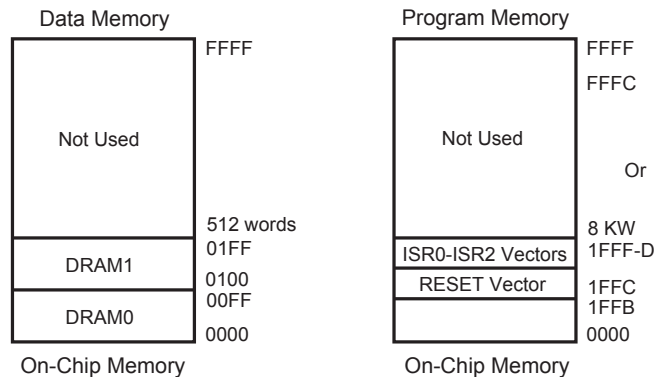 Data Memory
FFFF
Not Used
512 words
01FF
DRAM1
0100
00FF
DRAM0
0000
On-Chip Memory
Program Memory
FFFF
FFFC
Not Used
Or
8 KW
ISR0-ISR2 Vectors
1FFF-D
RESET Vector
1FFC
1FFB
0000
On-Chip Memory